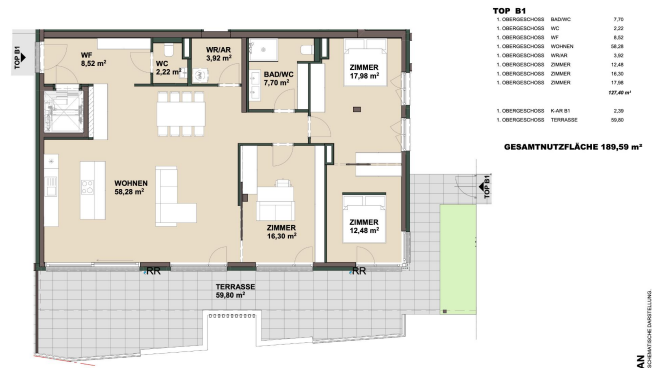 TOP B1
WF
8,52 m²
WC
2,22 m²
WR/AR
3,92 m²
BAD/WC
7,70 m²
ZIMMER
17,98 m²
WOHNEN
58,28 m²
ZIMMER
16,30 m²
ZIMMER
12,48 m²
TOP B1
RR
RR
TERRASSE
59,80 m²
TOP B1
1. OBERGESCHOSS BAD/WC 7,70
1. OBERGESCHOSS WC 2,22
1. OBERGESCHOSS WF 8,52
1. OBERGESCHOSS WOHNEN 58,28
1. OBERGESCHOSS WR/AR 3,92
1. OBERGESCHOSS ZIMMER 12,48
1. OBERGESCHOSS ZIMMER 16,30
1. OBERGESCHOSS ZIMMER 17,98
127,40 m²
1. OBERGESCHOSS K-AR B1 2,39
1. OBERGESCHOSS TERRASSE 59,80
GESAMTNUTZFLÄCHE 189,59 m²
AN
SCHEMATISCHE DARSTELLUNG